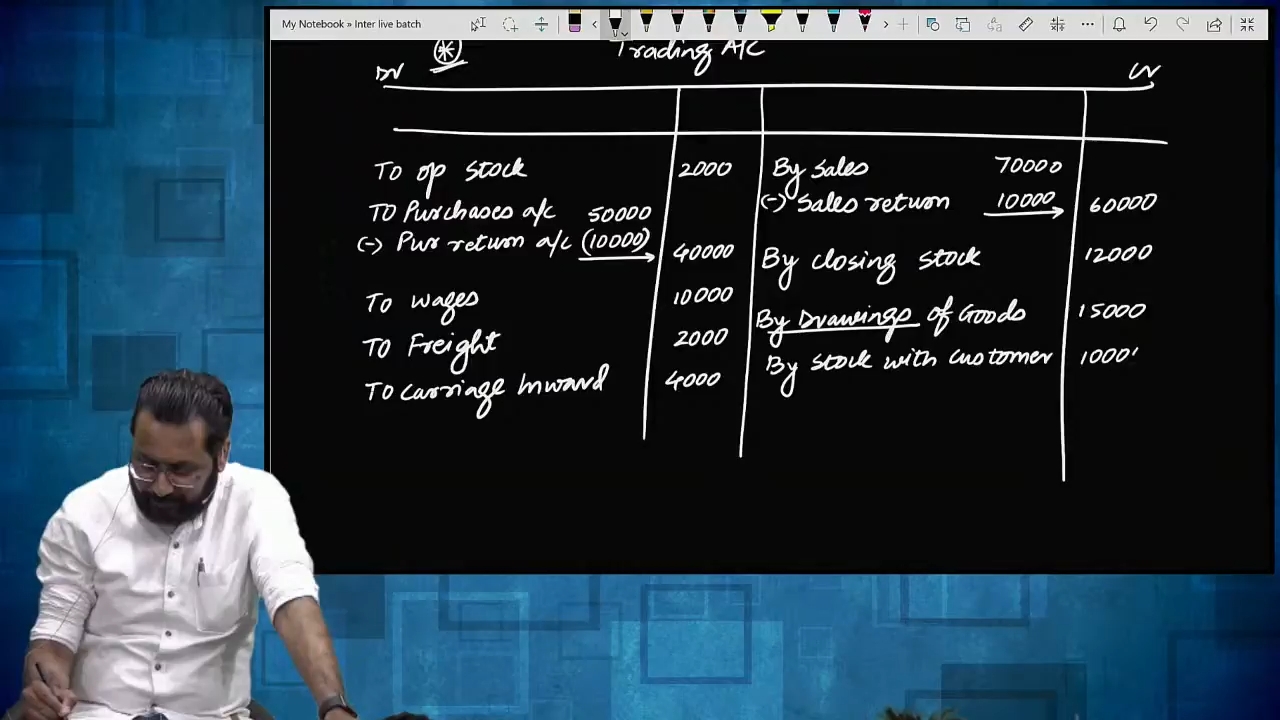 My Notebook » Inter live batch
Trading A/C
Dr Cr
To op stock 2000
To Purchases a/c 50000
(-) Pur return a/c (10000) 40000
To wages 10000
To Freight 2000
To Carriage Inward 4000
By Sales 70000
(-) Sales return 10000 60000
By closing stock 12000
By Drawings of Goods 15000
By Stock with Customer